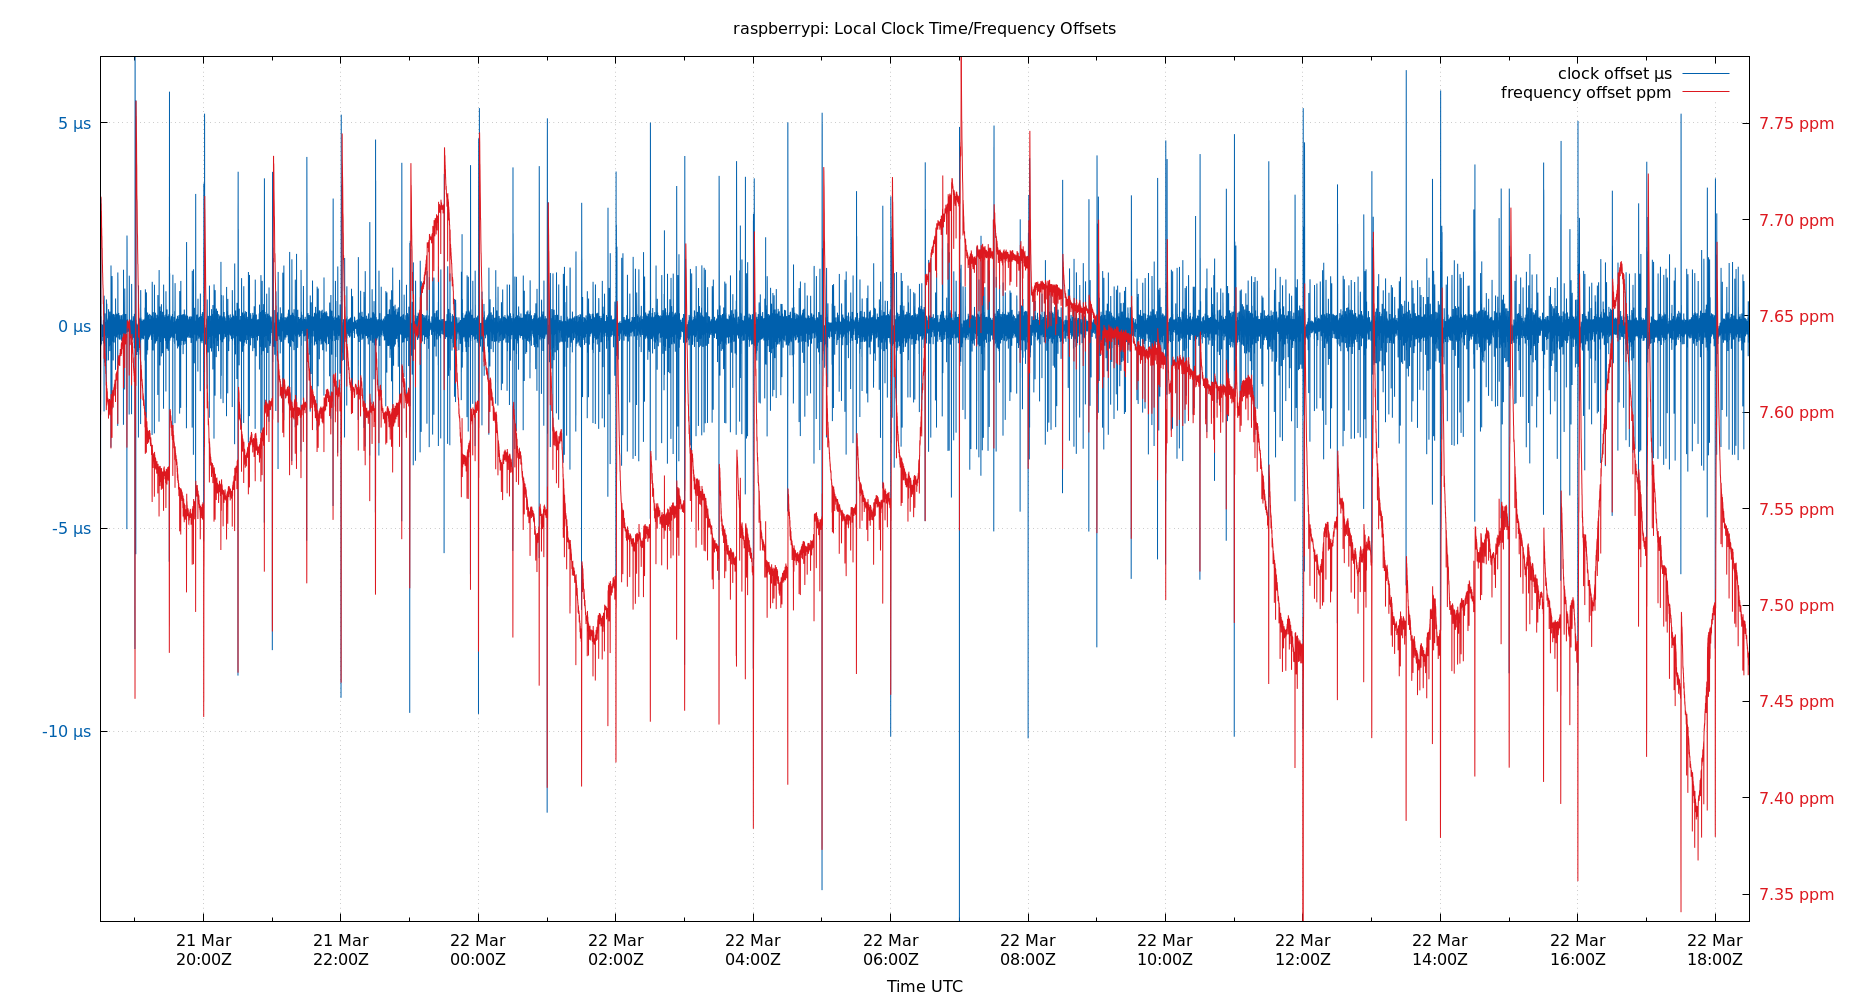 raspberrypi: Local Clock Time/Frequency Offsets
clock offset µs
frequency offset ppm
5 µs
0 µs
-5 µs
-10 µs
7.75 ppm
7.70 ppm
7.65 ppm
7.60 ppm
7.55 ppm
7.50 ppm
7.45 ppm
7.40 ppm
7.35 ppm
21 Mar
20:00Z
21 Mar
22:00Z
22 Mar
00:00Z
22 Mar
02:00Z
22 Mar
04:00Z
22 Mar
06:00Z
22 Mar
08:00Z
22 Mar
10:00Z
22 Mar
12:00Z
22 Mar
14:00Z
22 Mar
16:00Z
22 Mar
18:00Z
Time UTC